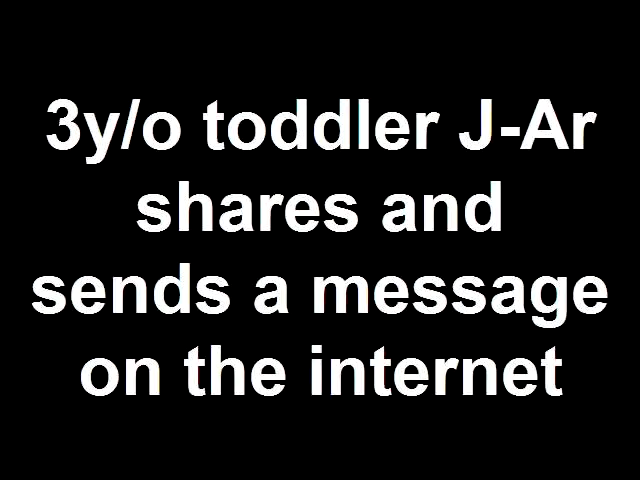 3y/o toddler J-Ar
shares and
sends a message
on the internet